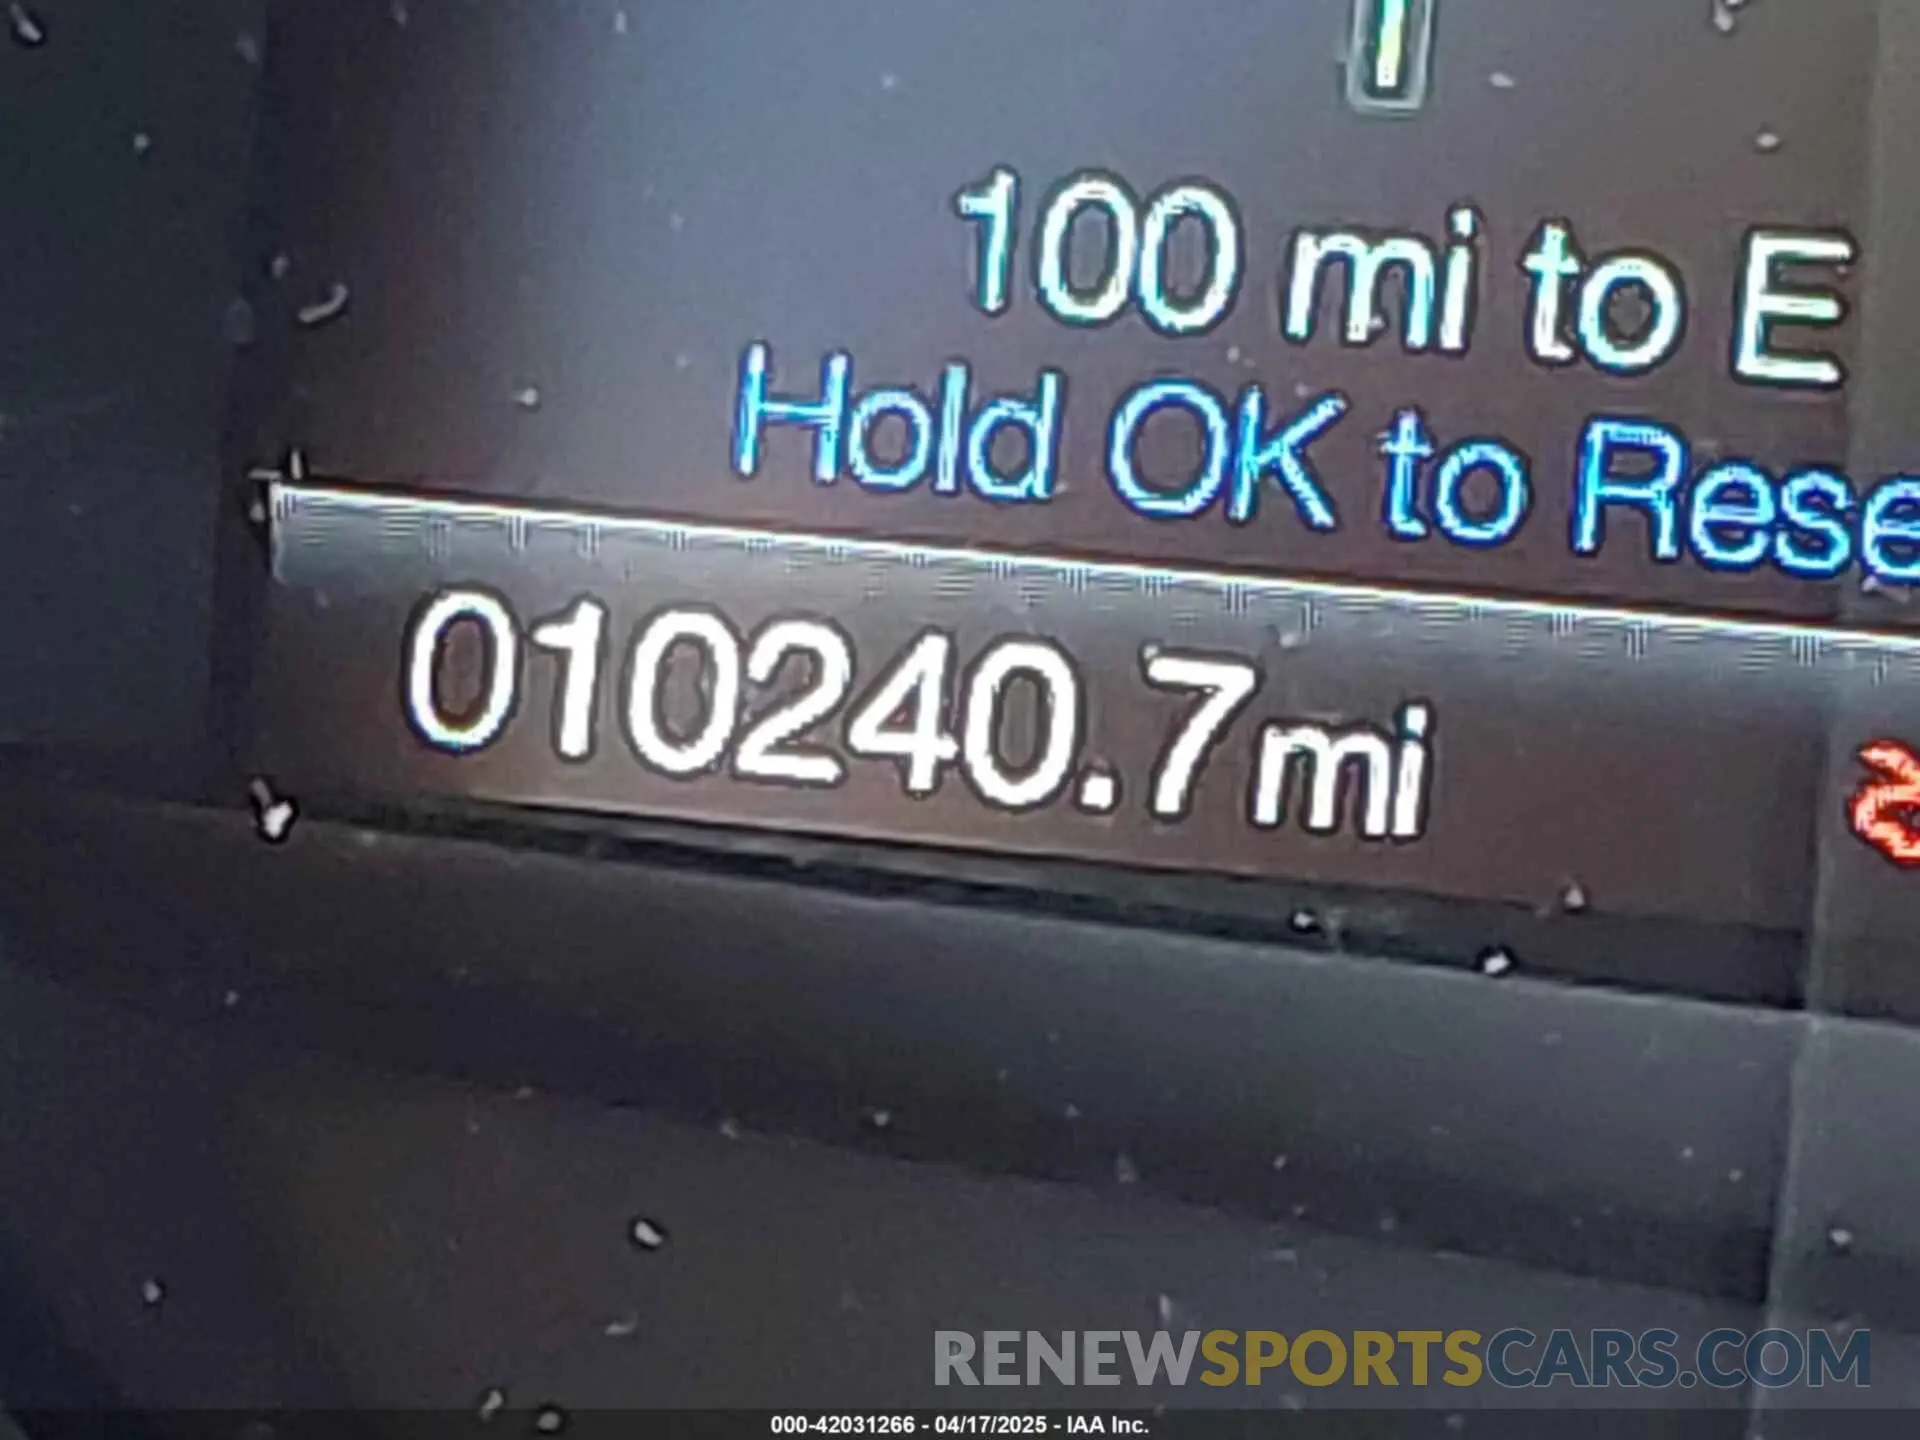 100 mi to E
Hold OK to Rese
010240.7mi
RENEWSPORTSCARS.COM
000-42031266 - 04/17/2025 - IAA Inc.